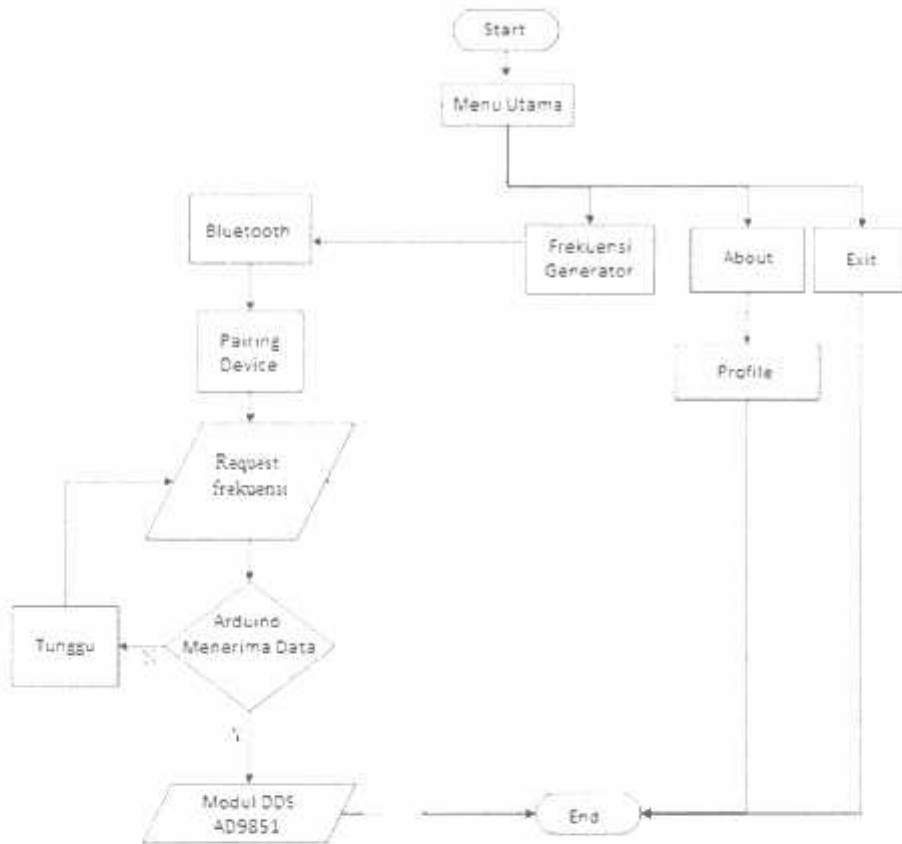 Start
Menu Utama
Bluetooth
Frekuensi
Generator
About
Exit
Pairing
Device
Profile
Request
frekuensi
Arduino
Menerima Data
Tunggu
Modul DDS
AD9851
End